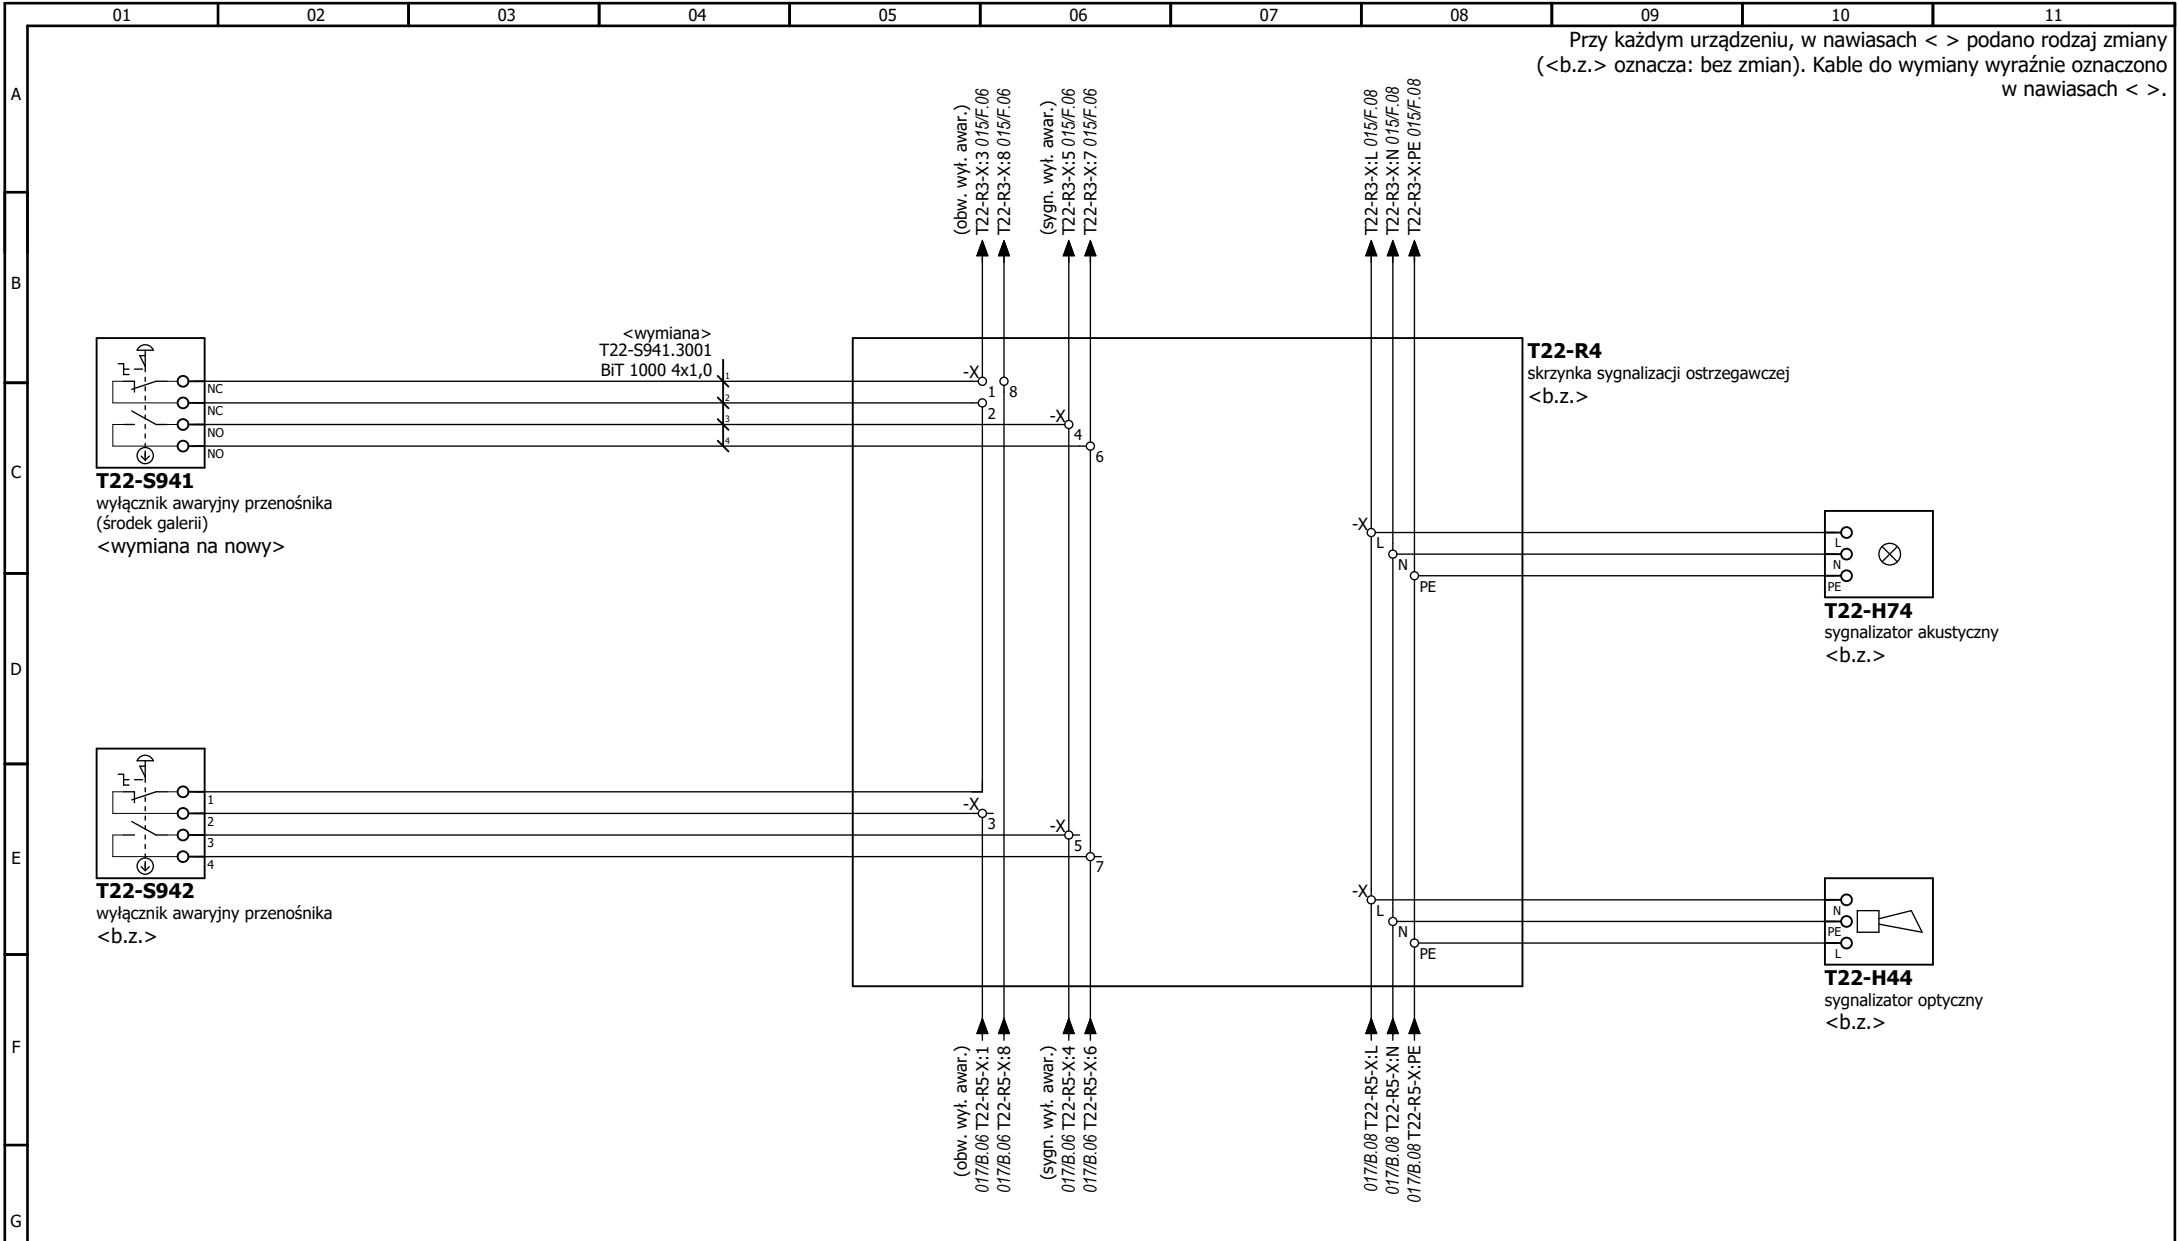 01 02 03 04 05 06 07 08 09 10 11
Przy każdym urządzeniu, w nawiasach < > podano rodzaj zmiany
(<b.z.> oznacza: bez zmian). Kable do wymiany wyraźnie oznaczono
w nawiasach < >.
A
(obw. wył. awar.)
T22-R3-X:3 015/F.06
T22-R3-X:8 015/F.06
(sygn. wył. awar.)
T22-R3-X:5 015/F.06
T22-R3-X:7 015/F.06
T22-R3-X:L 015/F.08
T22-R3-X:N 015/F.08
T22-R3-X:PE 015/F.08
B
<wymiana>
T22-S941.3001
BiT 1000 4x1,0
1
2
3
4
NC
NC
NO
NO
-X
1
8
2
-X
4
6
T22-R4
skrzynka sygnalizacji ostrzegawczej
<b.z.>
C
T22-S941
wyłącznik awaryjny przenośnika
(środek galerii)
<wymiana na nowy>
-X
L
N
PE
L
N
PE
T22-H74
sygnalizator akustyczny
<b.z.>
D
1
2
3
4
-X
3
-X
5
7
E
T22-S942
wyłącznik awaryjny przenośnika
<b.z.>
-X
L
N
PE
N
PE
L
T22-H44
sygnalizator optyczny
<b.z.>
F
(obw. wył. awar.)
017/B.06 T22-R5-X:1
017/B.06 T22-R5-X:8
(sygn. wył. awar.)
017/B.06 T22-R5-X:4
017/B.06 T22-R5-X:6
017/B.08 T22-R5-X:L
017/B.08 T22-R5-X:N
017/B.08 T22-R5-X:PE
G